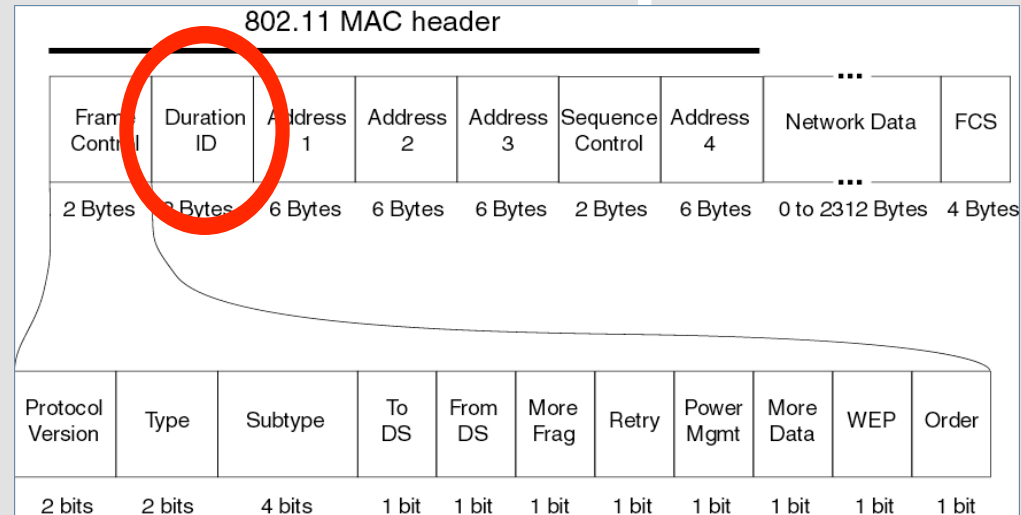 802.11 MAC header
...
Frame Control
Duration ID
Address 1
Address 2
Address 3
Sequence Control
Address 4
Network Data
FCS
...
2 Bytes
2 Bytes
6 Bytes
6 Bytes
6 Bytes
2 Bytes
6 Bytes
0 to 2312 Bytes
4 Bytes
Protocol Version
Type
Subtype
To DS
From DS
More Frag
Retry
Power Mgmt
More Data
WEP
Order
2 bits
2 bits
4 bits
1 bit
1 bit
1 bit
1 bit
1 bit
1 bit
1 bit
1 bit